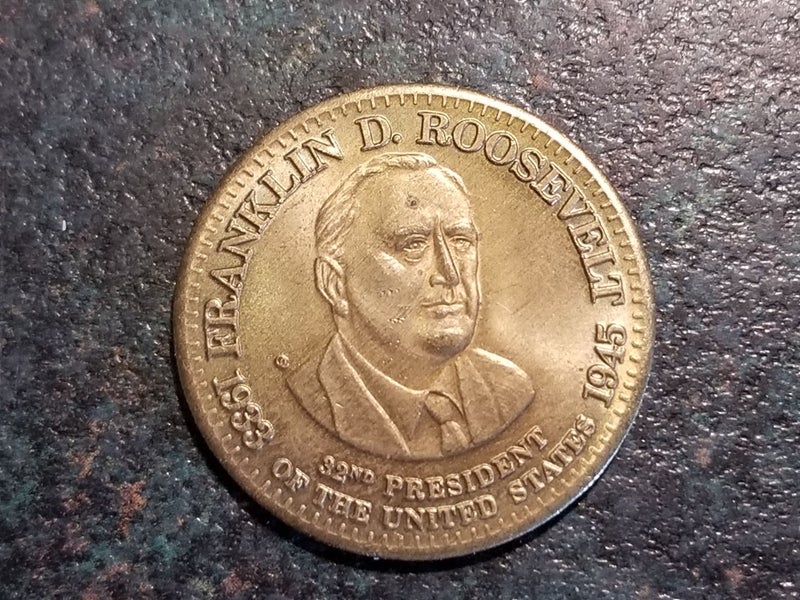 FRANKLIN D. ROOSEVELT
1933
1945
32ND PRESIDENT
OF THE UNITED STATES